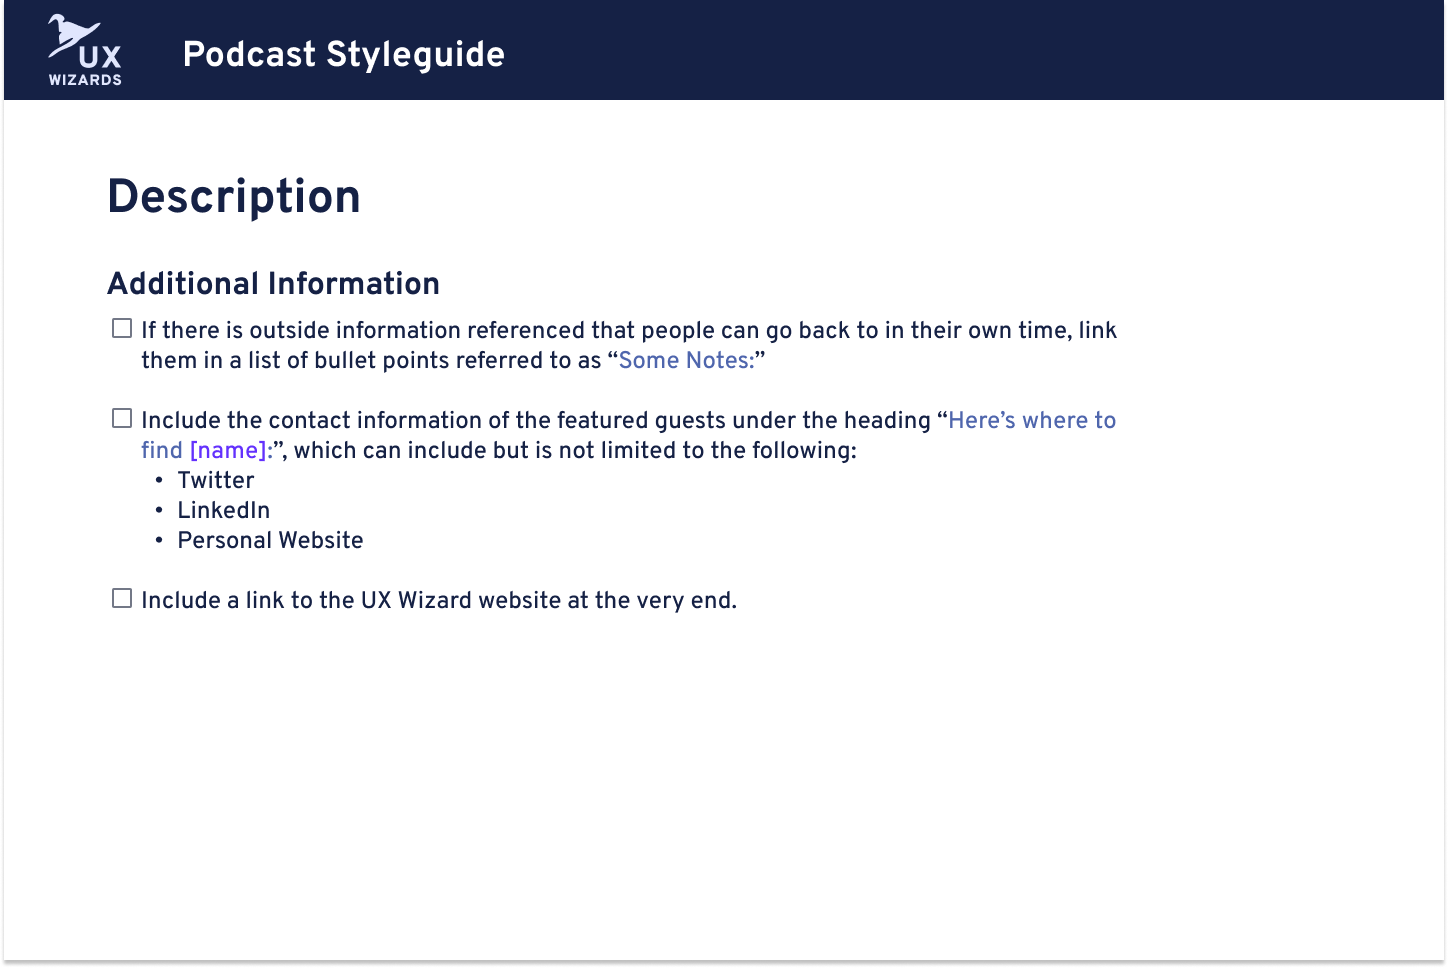 UX
WIZARDS
Podcast Styleguide
Description
Additional Information
If there is outside information referenced that people can go back to in their own time, link
them in a list of bullet points referred to as “Some Notes:”
Include the contact information of the featured guests under the heading “Here’s where to
find [name]:”, which can include but is not limited to the following:
• Twitter
• LinkedIn
• Personal Website
Include a link to the UX Wizard website at the very end.